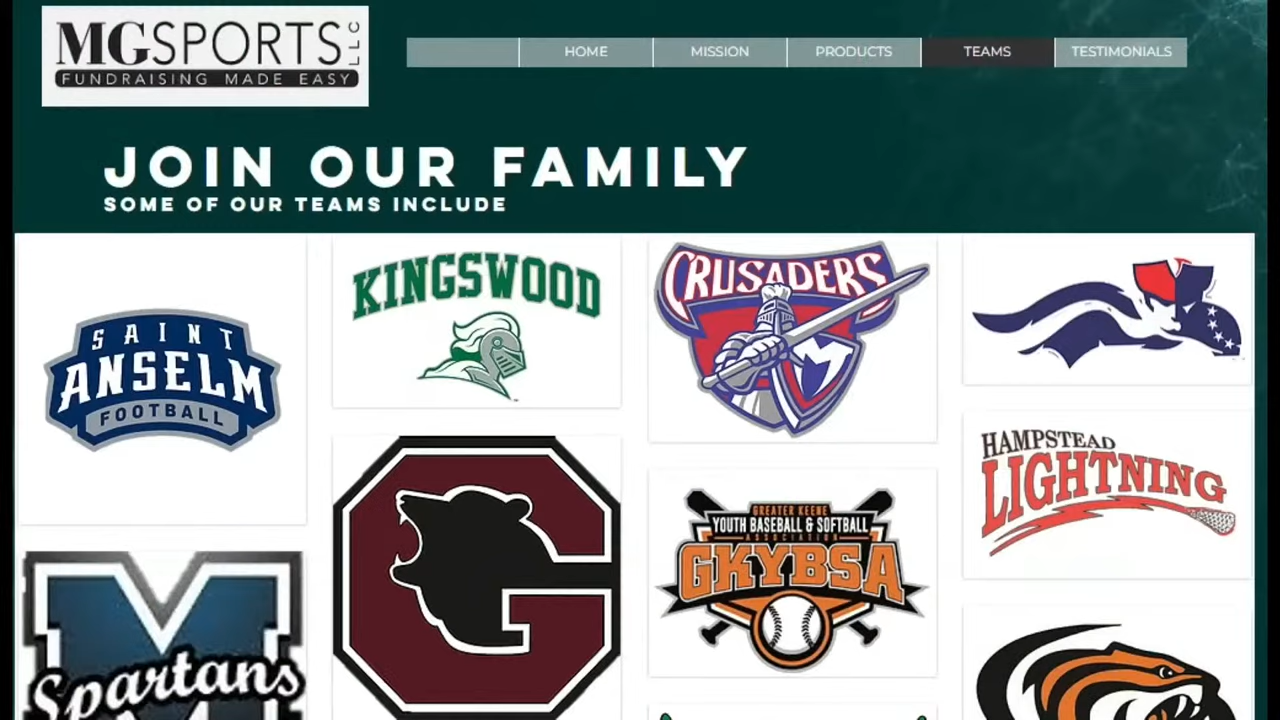 MGSPORTS LLC
FUNDRAISING MADE EASY
HOME
MISSION
PRODUCTS
TEAMS
TESTIMONIALS
JOIN OUR FAMILY
SOME OF OUR TEAMS INCLUDE
SAINT
ANSELM
FOOTBALL
KINGSWOOD
CRUSADERS
HAMPSTEAD
LIGHTNING
GREATER KEENE
YOUTH BASEBALL & SOFTBALL
ASSOCIATION
GKYBSA
G
M
Spartans